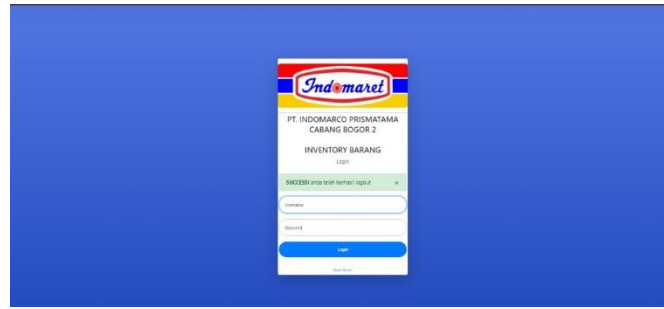 Indomaret
PT. INDOMARCO PRISMATAMA
CABANG BOGOR 2
INVENTORY BARANG
Login
SUCCESS! anda telah berhasil logout ×
Username
Password
Login